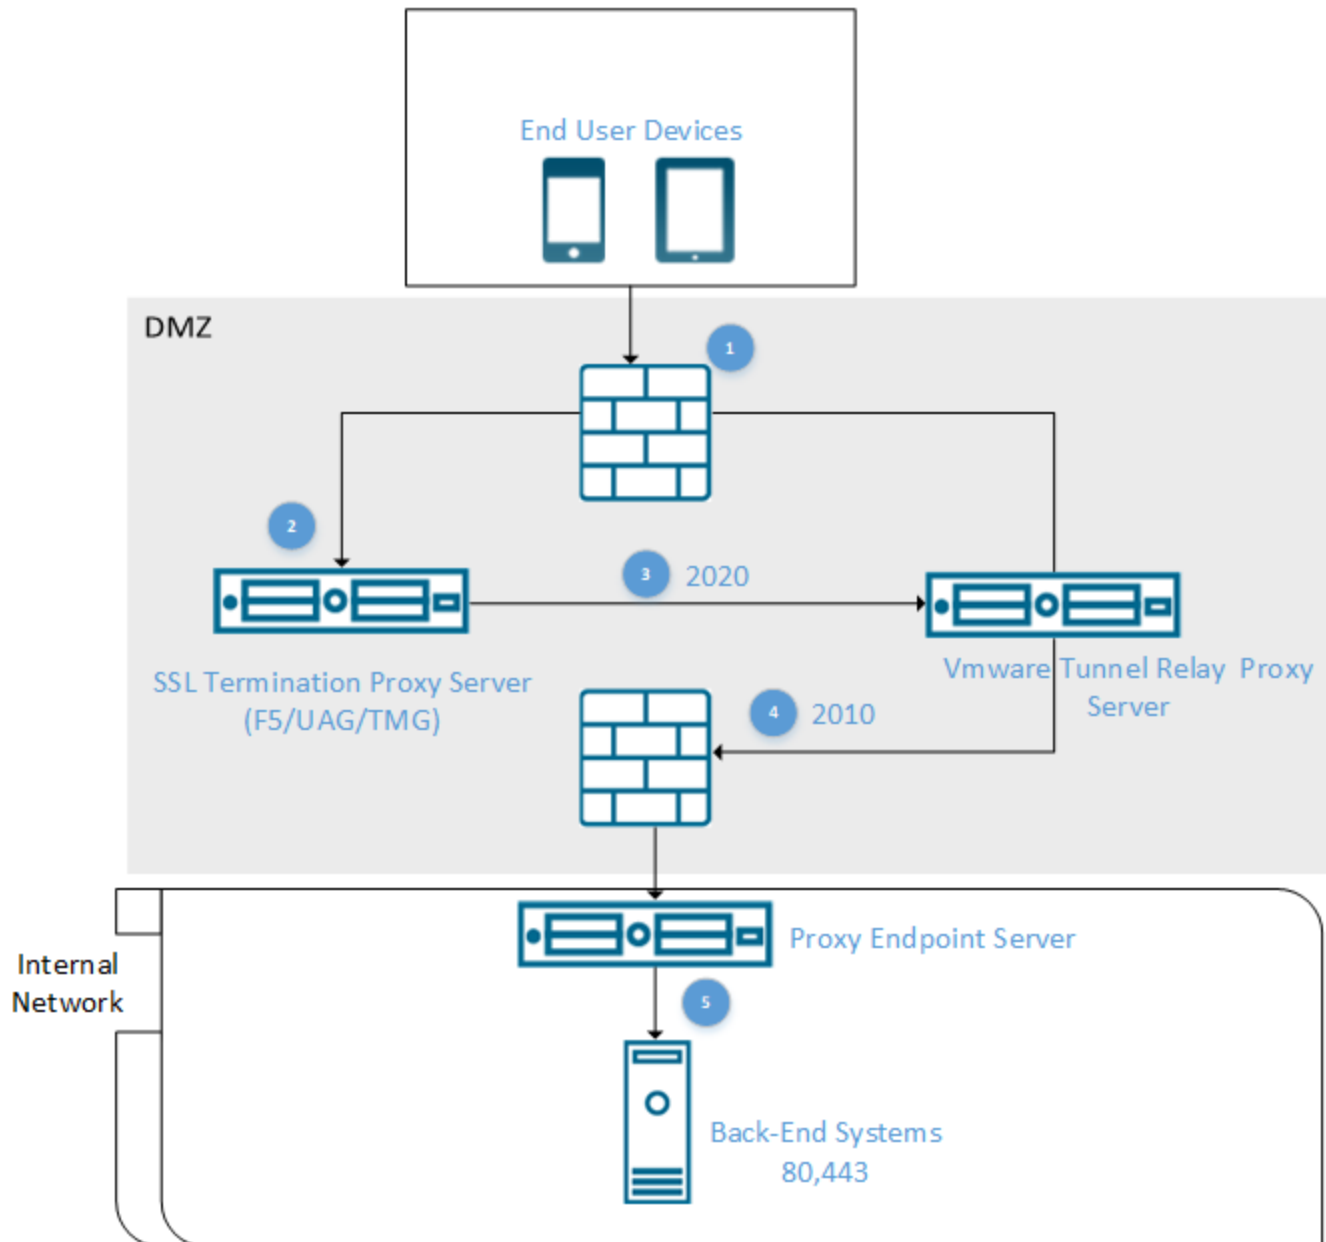 End User Devices
DMZ
1
2
3
2020
SSL Termination Proxy Server
(F5/UAG/TMG)
Vmware Tunnel Relay Proxy
Server
4
2010
Proxy Endpoint Server
Internal
Network
5
Back-End Systems
80,443